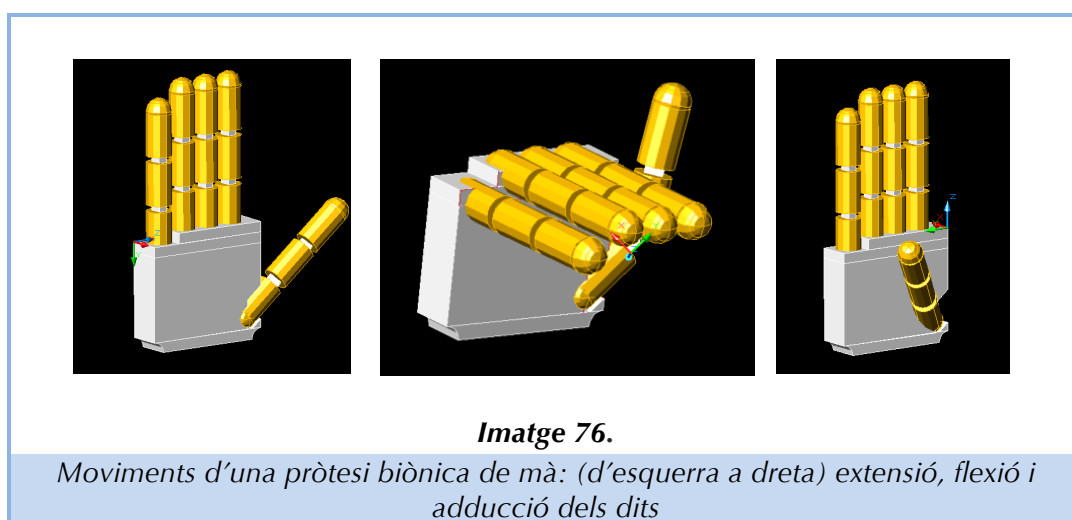 Imatge 76.
Moviments d'una pròtesi biònica de mà: (d'esquerra a dreta) extensió, flexió i
adducció dels dits